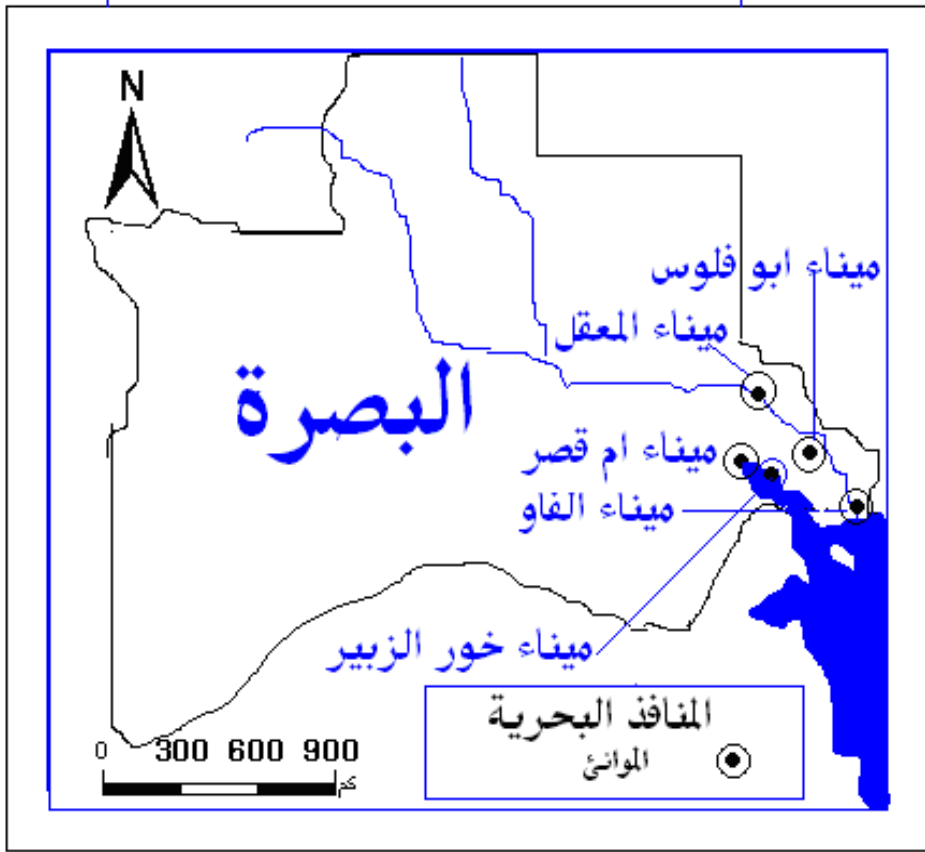 N
ميناء ابو فلوس
ميناء المعقل
البصرة
ميناء ام قصر
ميناء الفاو
ميناء خور الزبير
المنافذ البحرية
الموانئ
0 300 600 900
كم